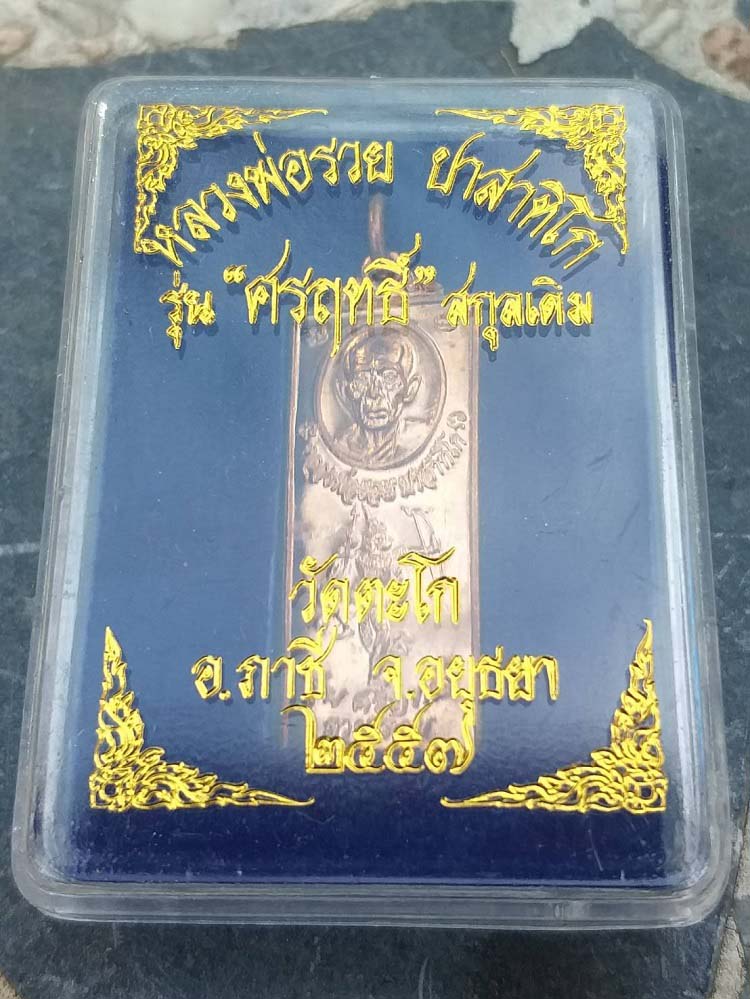 หลวงพ่อรวย ปาสาทิโก
รุ่น "ศรฤทธิ์" สกุลเดิม
วัดตะโก
อ.ภาชี จ.อยุธยา
๒๕๕๗